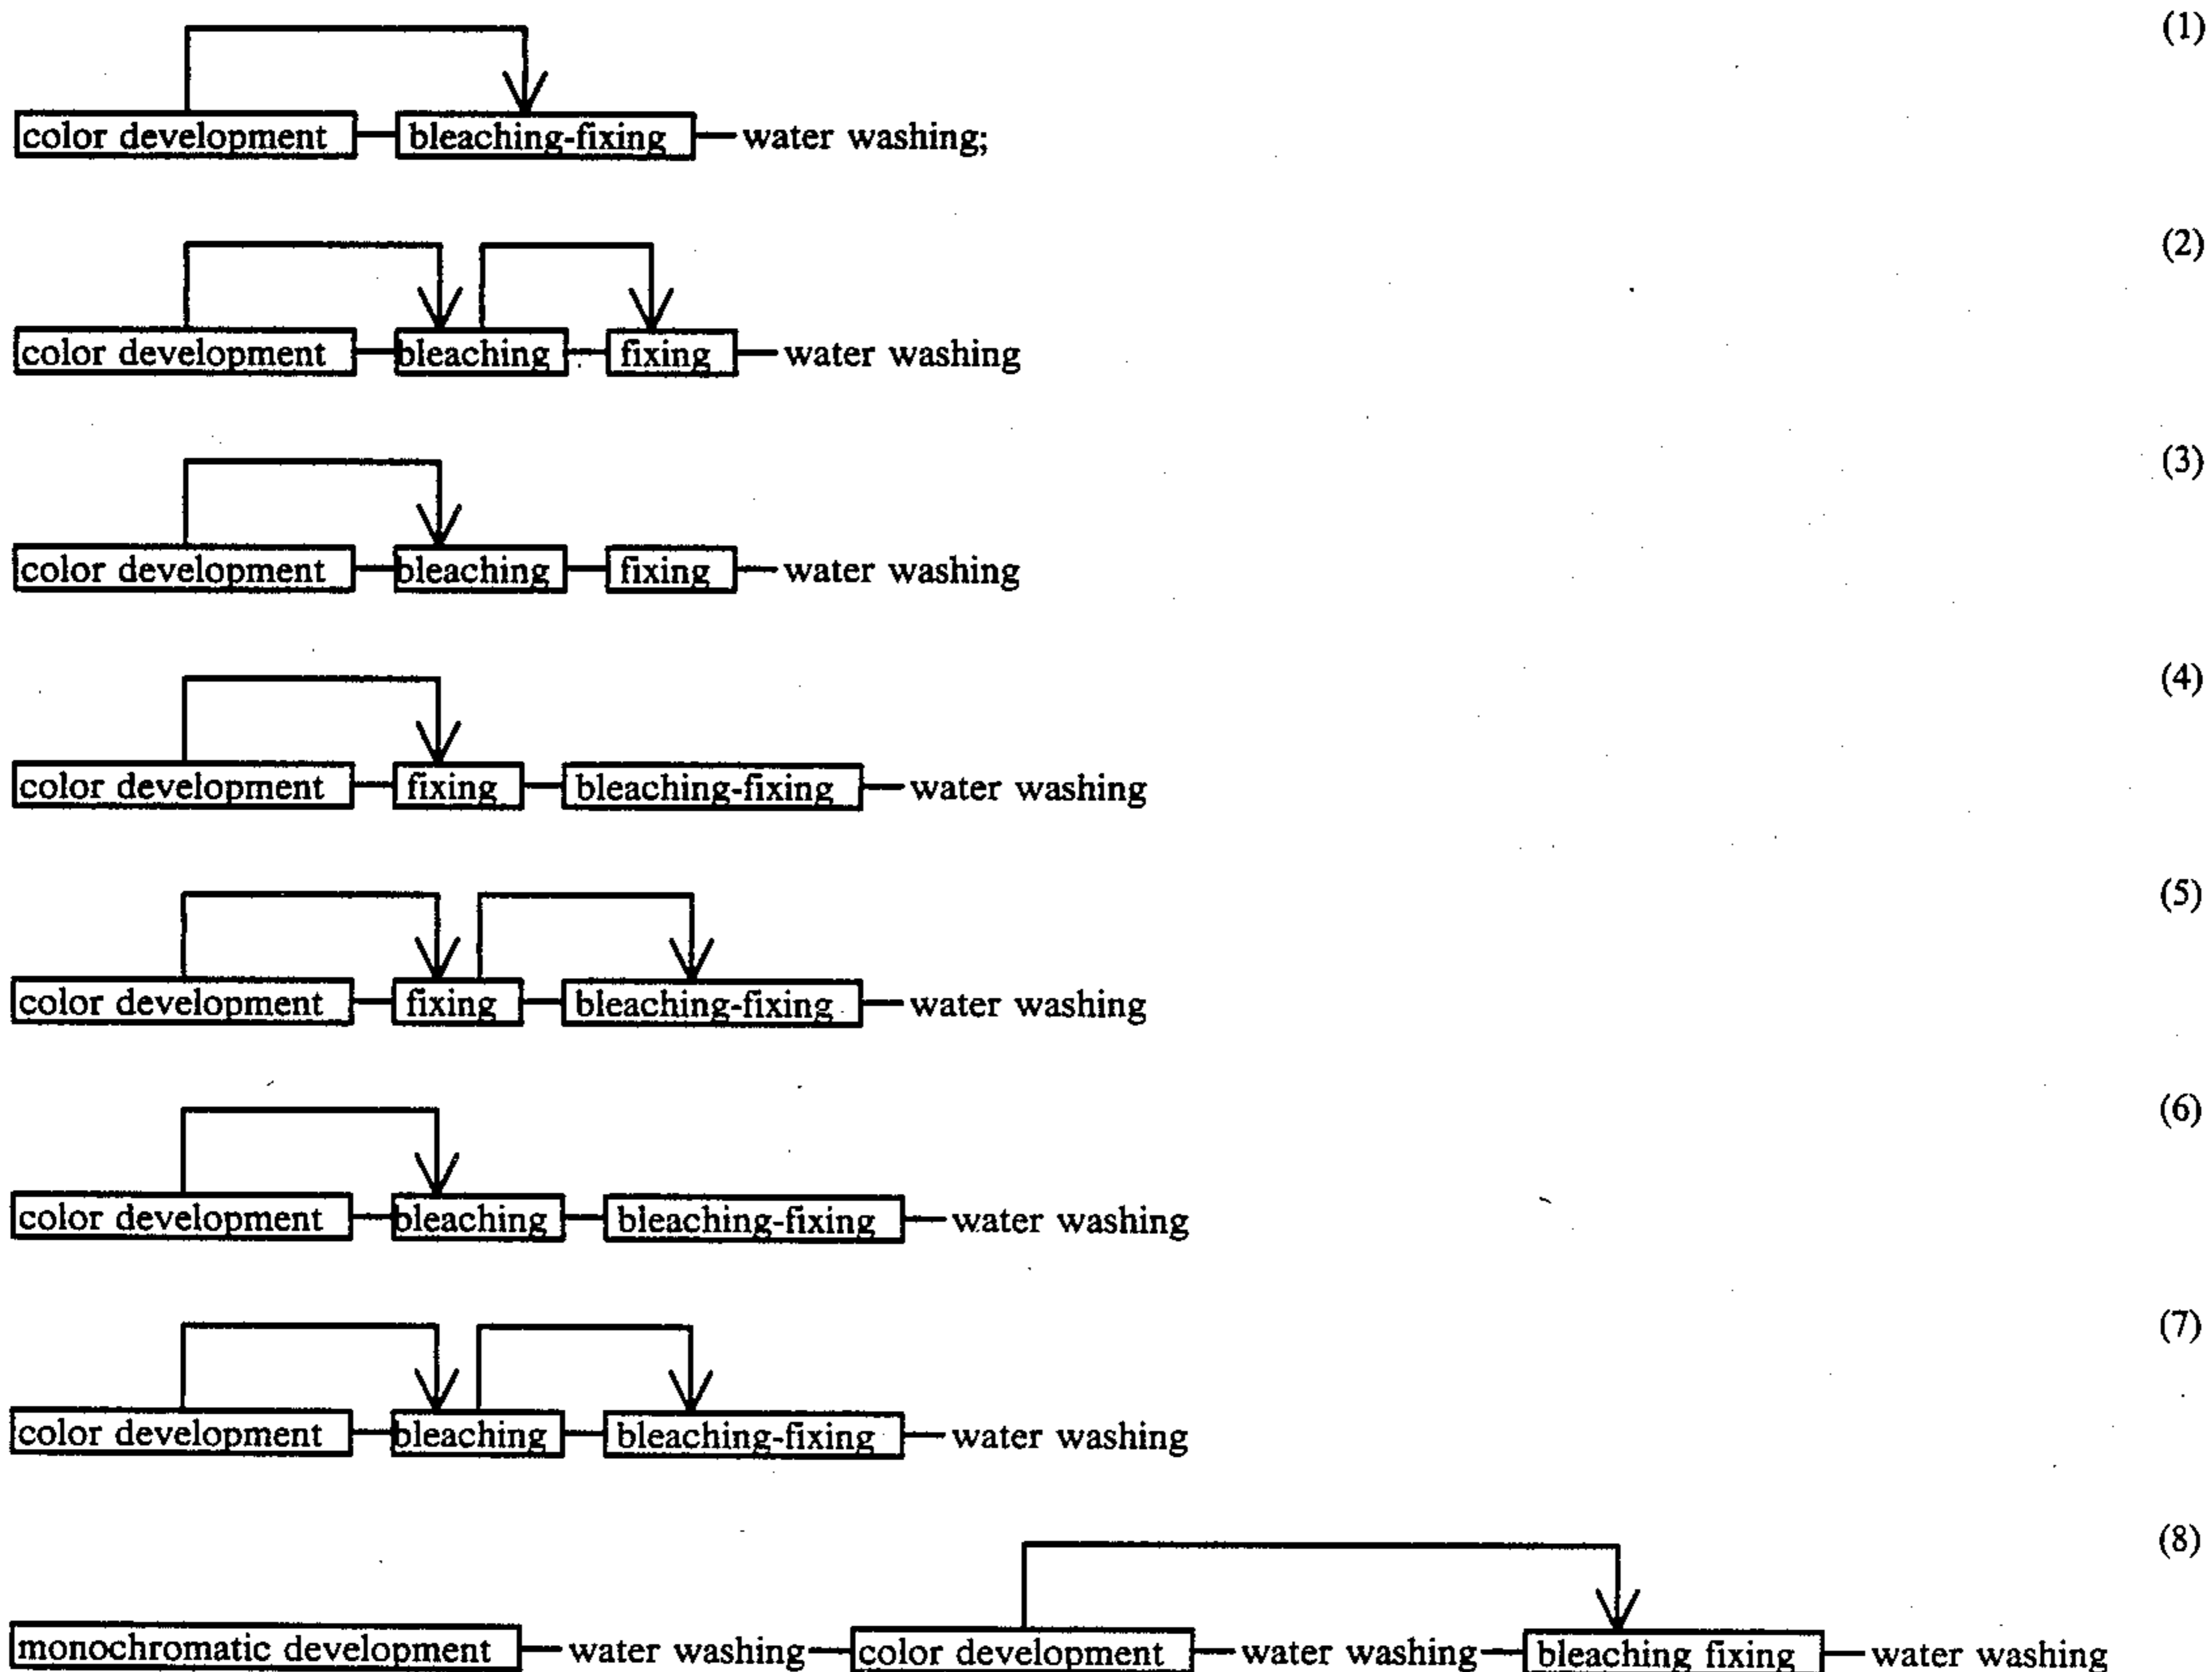 (1)
color development bleaching-fixing water washing;
(2)
color development bleaching fixing water washing
(3)
color development bleaching fixing water washing
(4)
color development fixing bleaching-fixing water washing
(5)
color development fixing bleaching-fixing water washing
(6)
color development bleaching bleaching-fixing water washing
(7)
color development bleaching bleaching-fixing water washing
(8)
monochromatic development water washing color development water washing bleaching fixing water washing